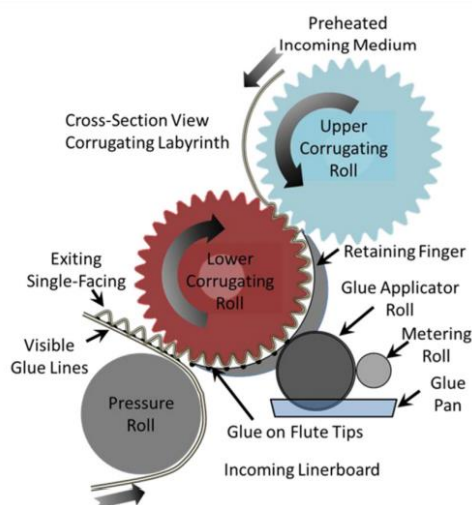 Preheated
Incoming Medium
Cross-Section View
Corrugating Labyrinth
Upper
Corrugating
Roll
Exiting
Single-Facing
Lower
Corrugating
Roll
Retaining Finger
Glue Applicator
Roll
Metering
Roll
Visible
Glue Lines
Glue
Pan
Pressure
Roll
Glue on Flute Tips
Incoming Linerboard